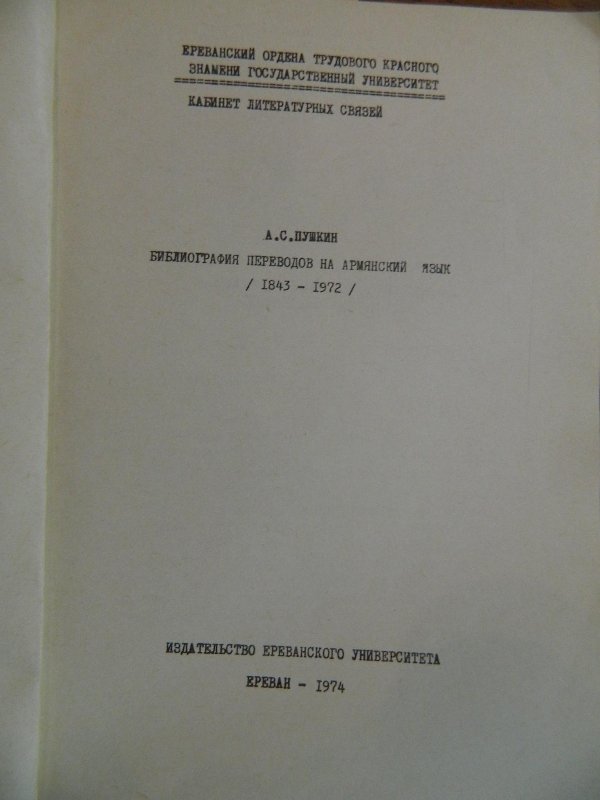 ЕРЕВАНСКИЙ ОРДЕНА ТРУДОВОГО КРАСНОГО
ЗНАМЕНИ ГОСУДАРСТВЕННЫЙ УНИВЕРСИТЕТ
КАБИНЕТ ЛИТЕРАТУРНЫХ СВЯЗЕЙ
А.С.ПУШКИН
БИБЛИОГРАФИЯ ПЕРЕВОДОВ НА АРМЯНСКИЙ ЯЗЫК
/ 1843 - 1972 /
ИЗДАТЕЛЬСТВО ЕРЕВАНСКОГО УНИВЕРСИТЕТА
ЕРЕВАН - 1974